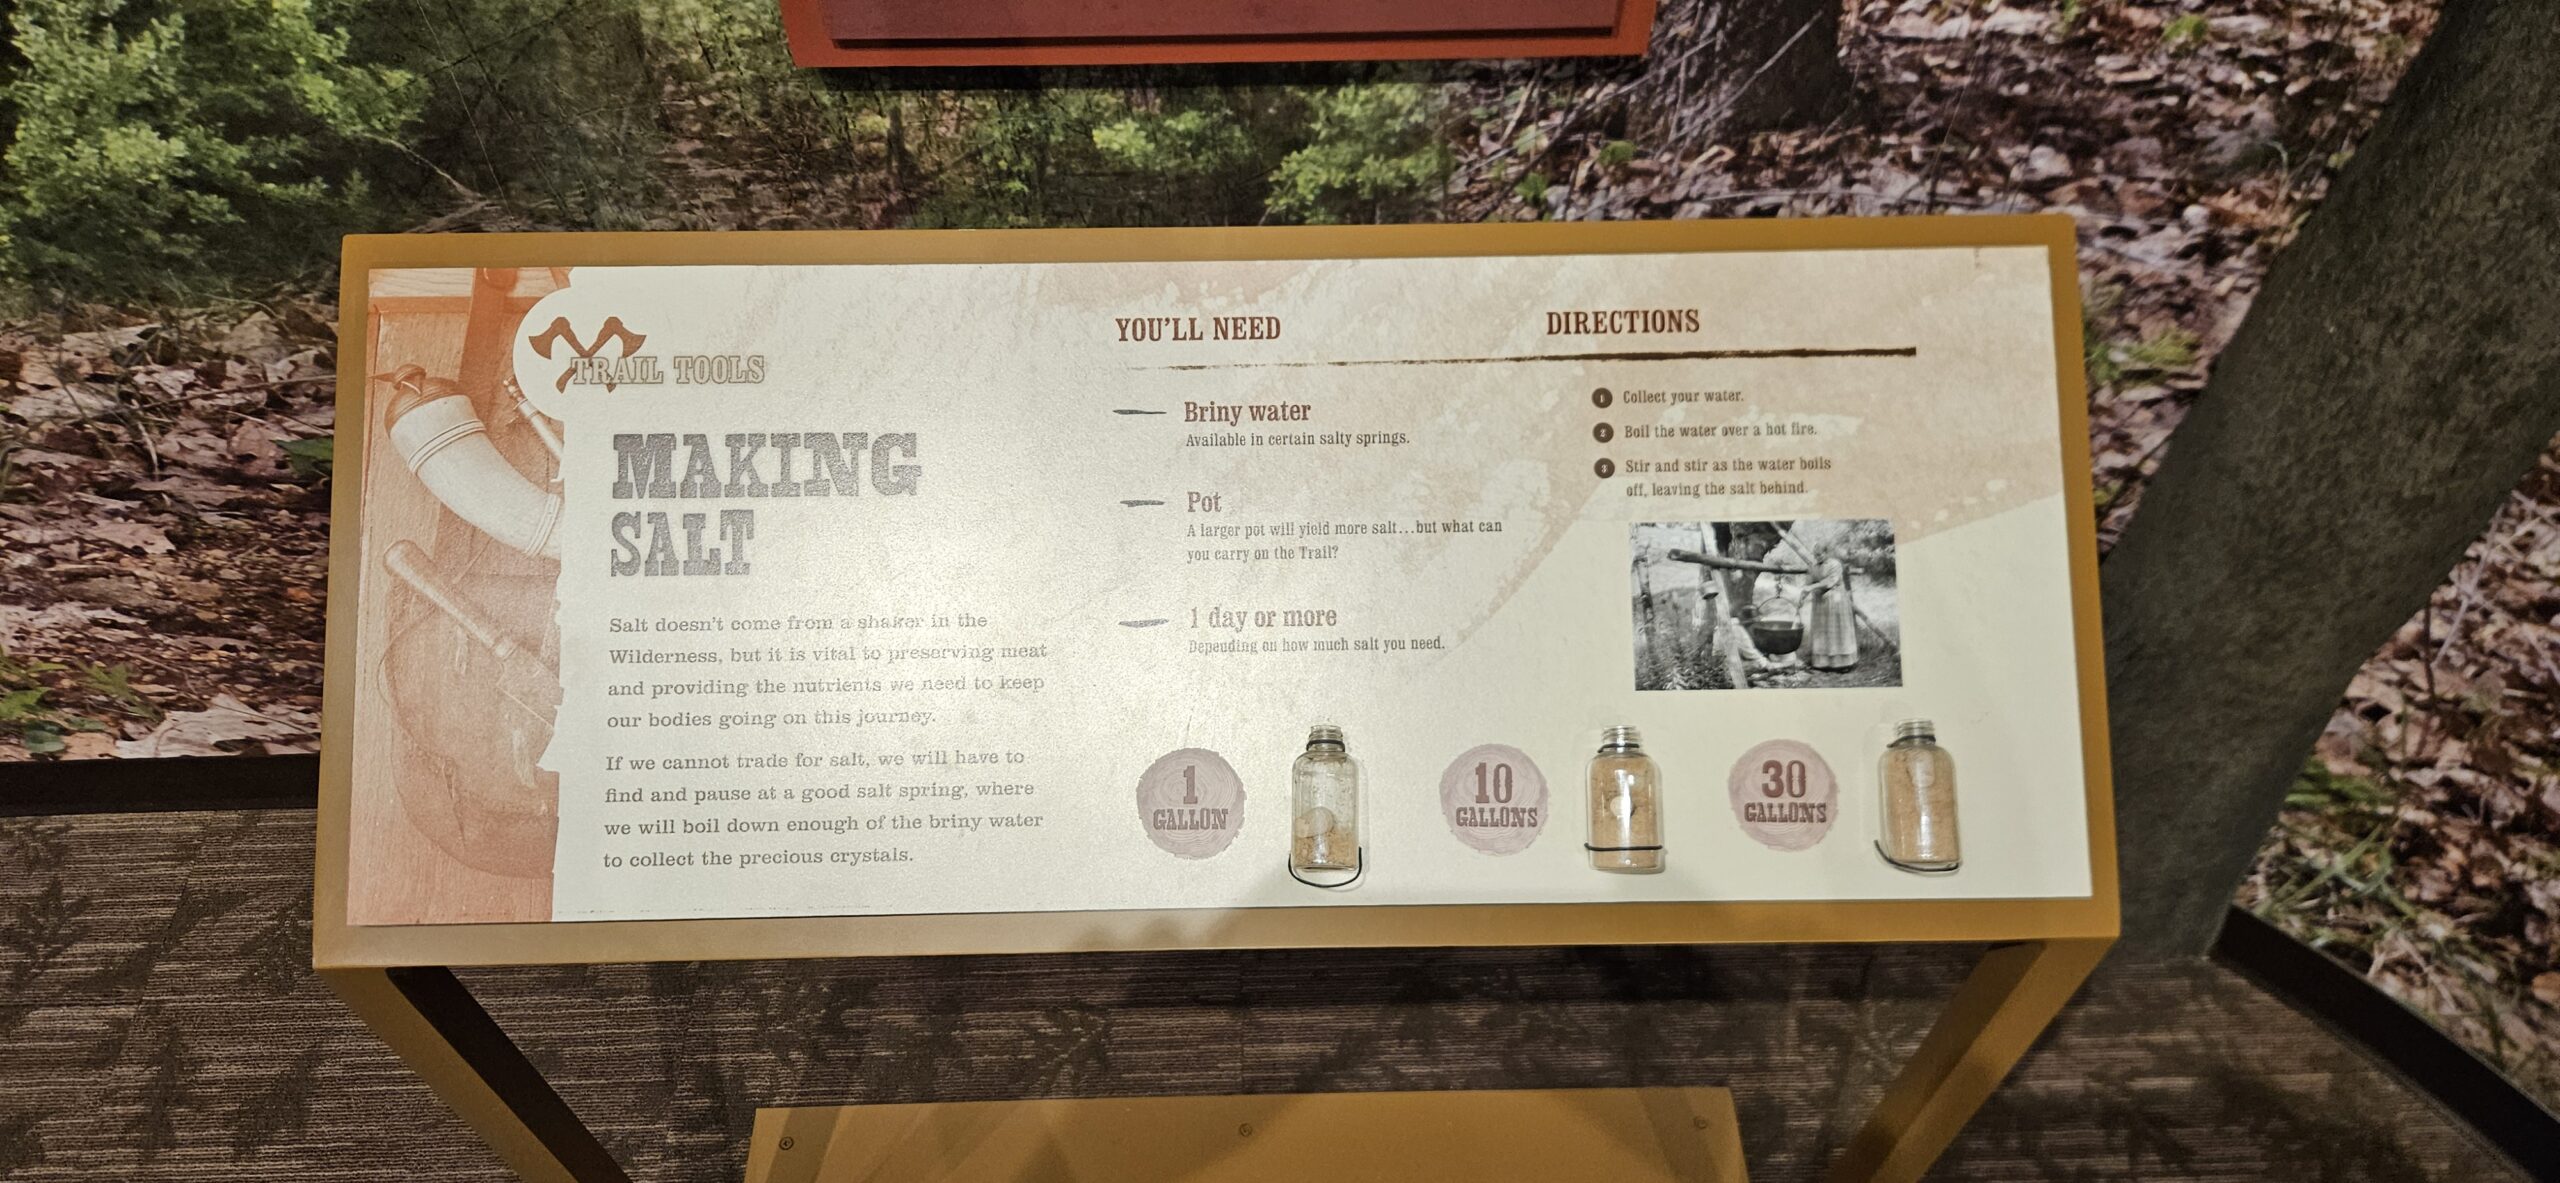 TRAIL TOOLS
MAKING
SALT
Salt doesn't come from a shaker in the
Wilderness, but it is vital to preserving meat
and providing the nutrients we need to keep
our bodies going on this journey.
If we cannot trade for salt, we will have to
find and pause at a good salt spring, where
we will boil down enough of the briny water
to collect the precious crystals.
YOU'LL NEED
Briny water
Available in certain salty springs.
Pot
A larger pot will yield more salt...but what can
you carry on the Trail?
1 day or more
Depending on how much salt you need.
DIRECTIONS
1 Collect your water.
2 Boil the water over a hot fire.
3 Stir and stir as the water boils
off, leaving the salt behind.
1
GALLON
10
GALLONS
30
GALLONS